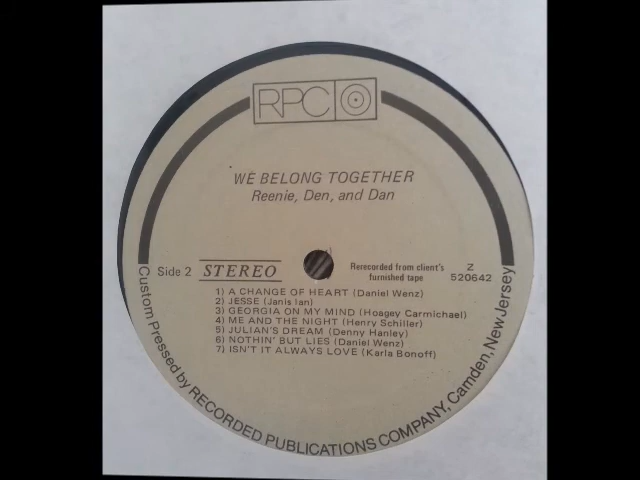 RPC
WE BELONG TOGETHER
Reenie, Den, and Dan
Side 2
STEREO
Rerecorded from client's
furnished tape
Z
520642
1) A CHANGE OF HEART (Daniel Wenz)
2) JESSE (Janis Ian)
3) GEORGIA ON MY MIND (Hoagey Carmichael)
4) ME AND THE NIGHT (Henry Schiller)
5) JULIAN'S DREAM (Denny Hanley)
6) NOTHIN' BUT LIES (Daniel Wenz)
7) ISN'T IT ALWAYS LOVE (Karla Bonoff)
Custom Pressed by RECORDED PUBLICATIONS COMPANY, Camden, New Jersey